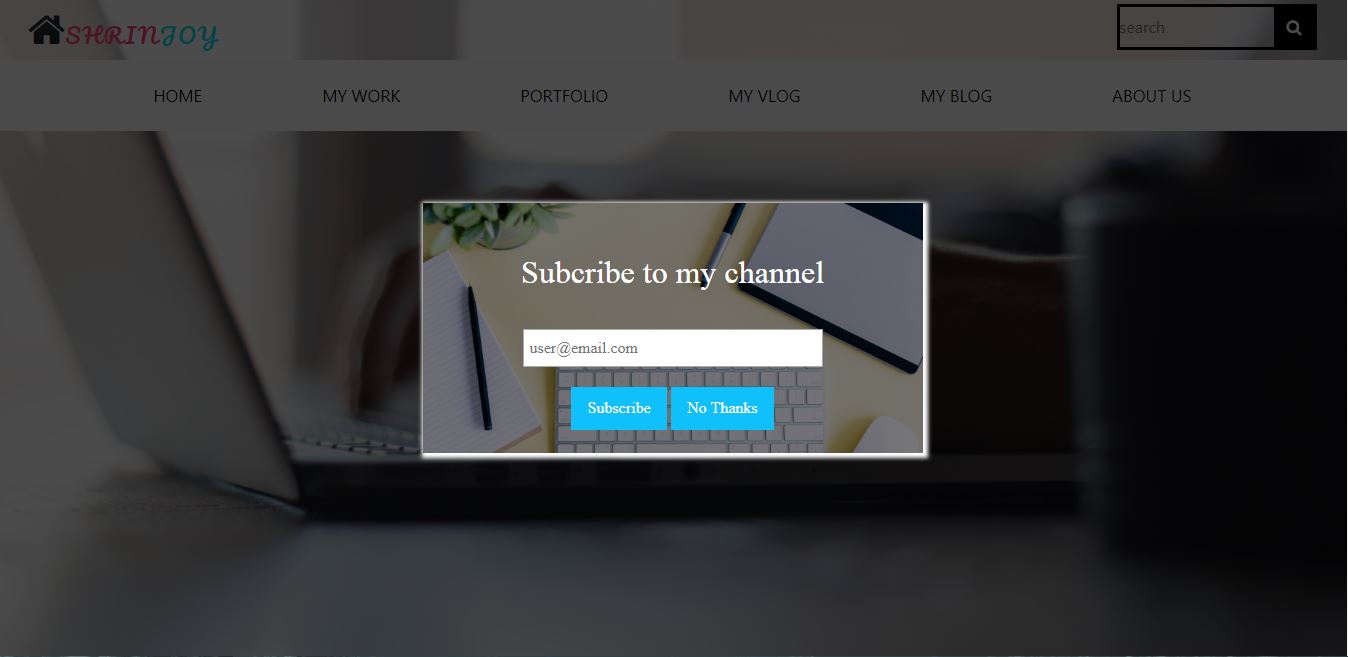 SHRINJOY
search
HOME MY WORK PORTFOLIO MY VLOG MY BLOG ABOUT US
Subcribe to my channel
user@email.com
Subscribe No Thanks